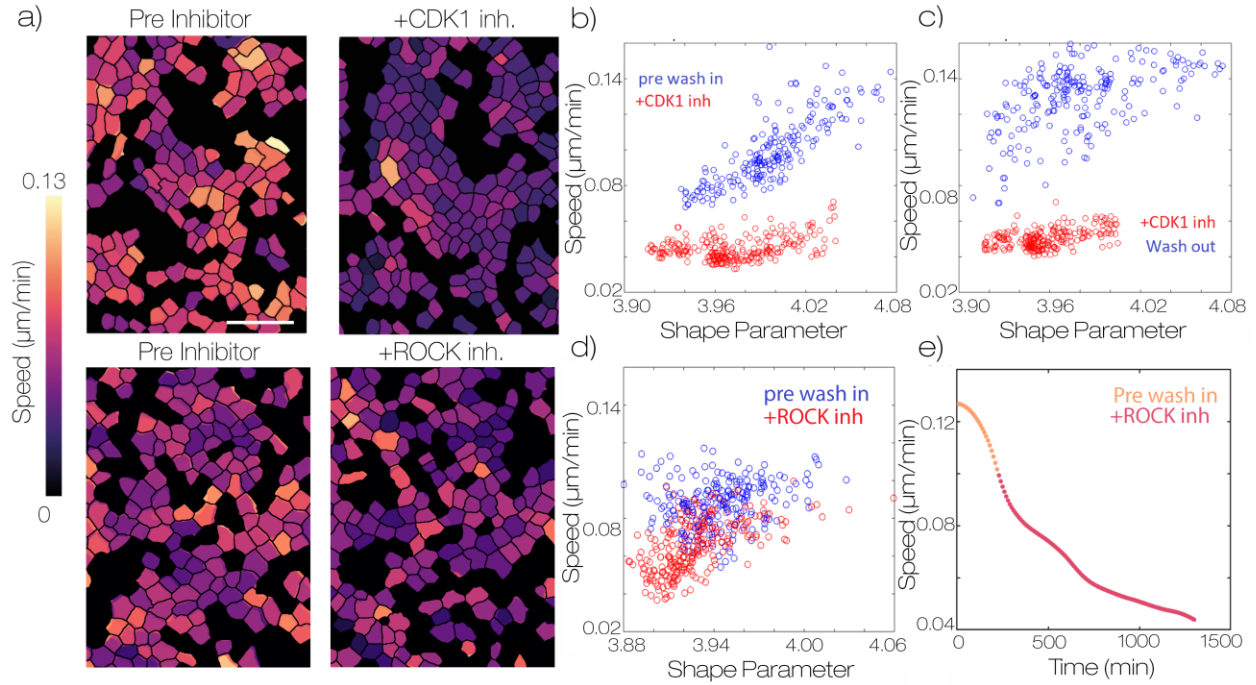 a)
Pre Inhibitor
+CDK1 inh.
Pre Inhibitor
+ROCK inh.
0.13
Speed (µm/min)
0
b)
pre wash in
+CDK1 inh
0.14
0.08
0.02
Speed (µm/min)
3.90
3.96
4.02
4.08
Shape Parameter
c)
+CDK1 inh
Wash out
0.14
0.08
0.02
Speed (µm/min)
3.90
3.96
4.02
4.08
Shape Parameter
d)
pre wash in
+ROCK inh
0.14
0.08
0.02
Speed (µm/min)
3.88
3.94
4.00
4.06
Shape Parameter
e)
Pre wash in
+ROCK inh
0.12
0.08
0.04
Speed (µm/min)
0
500
1000
1500
Time (min)